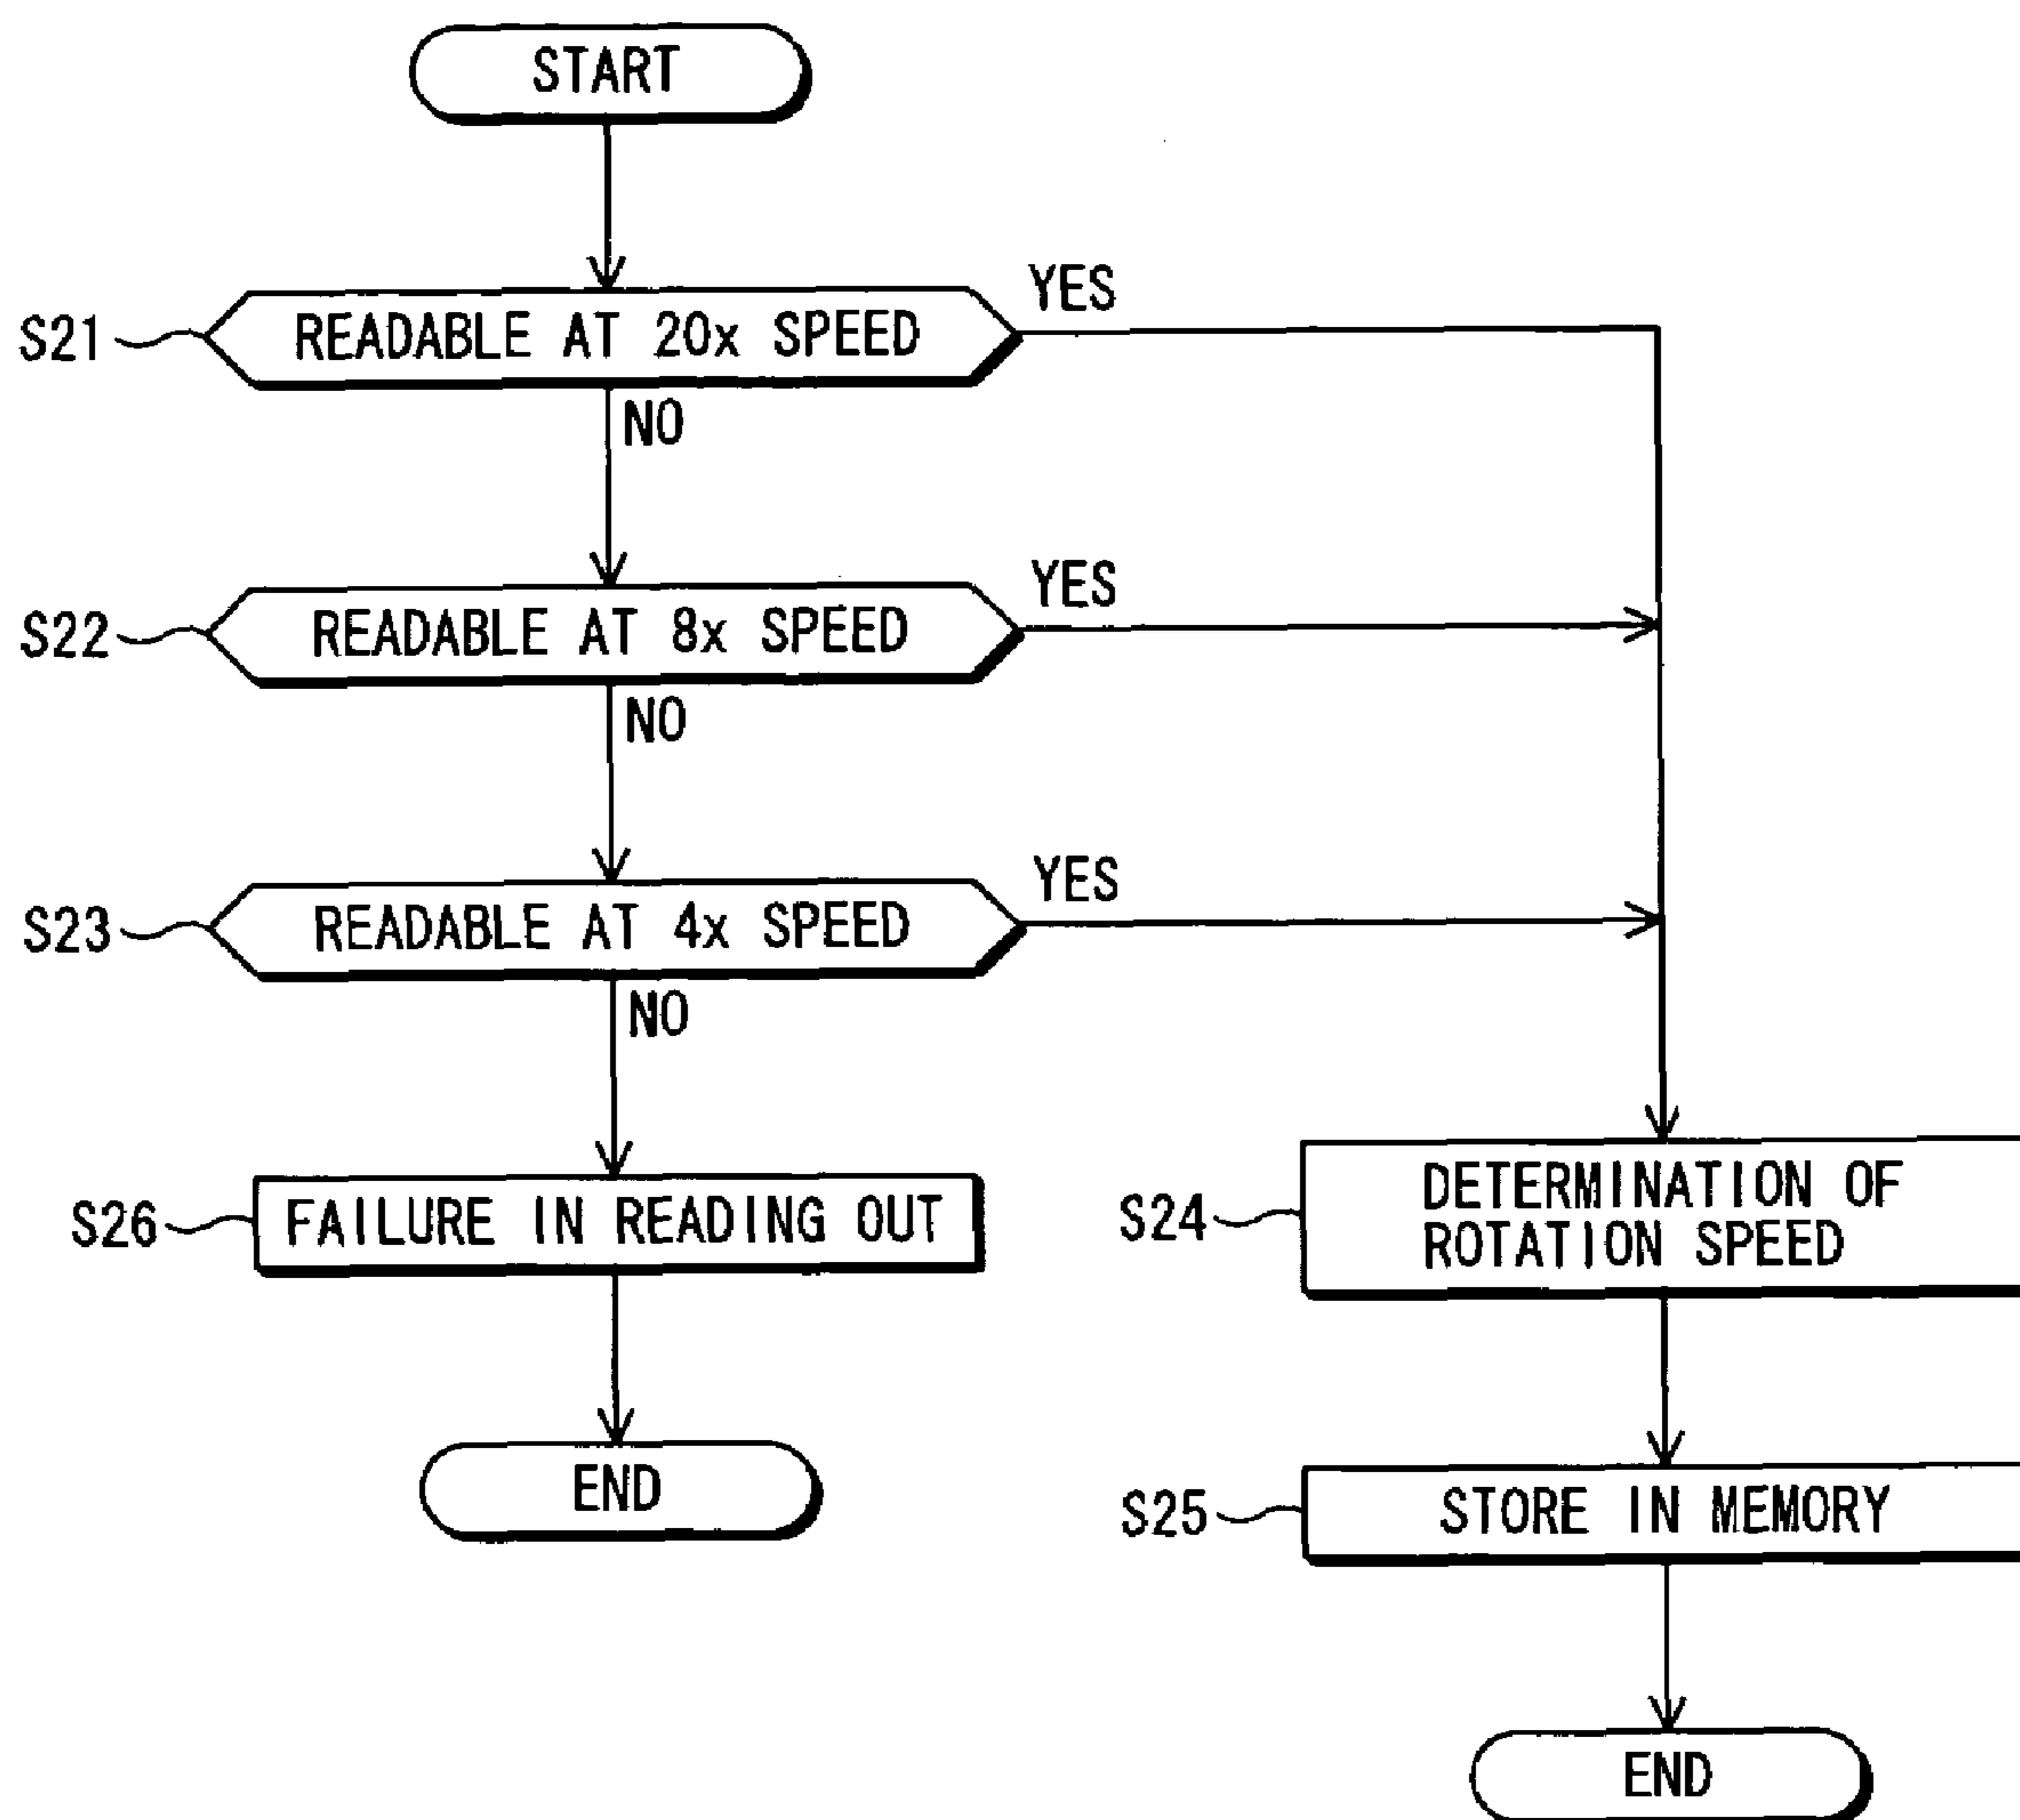 START
S21
READABLE AT 20x SPEED
YES
NO
S22
READABLE AT 8x SPEED
YES
NO
S23
READABLE AT 4x SPEED
YES
NO
S26
FAILURE IN READING OUT
END
S24
DETERMINATION OF
ROTATION SPEED
S25
STORE IN MEMORY
END